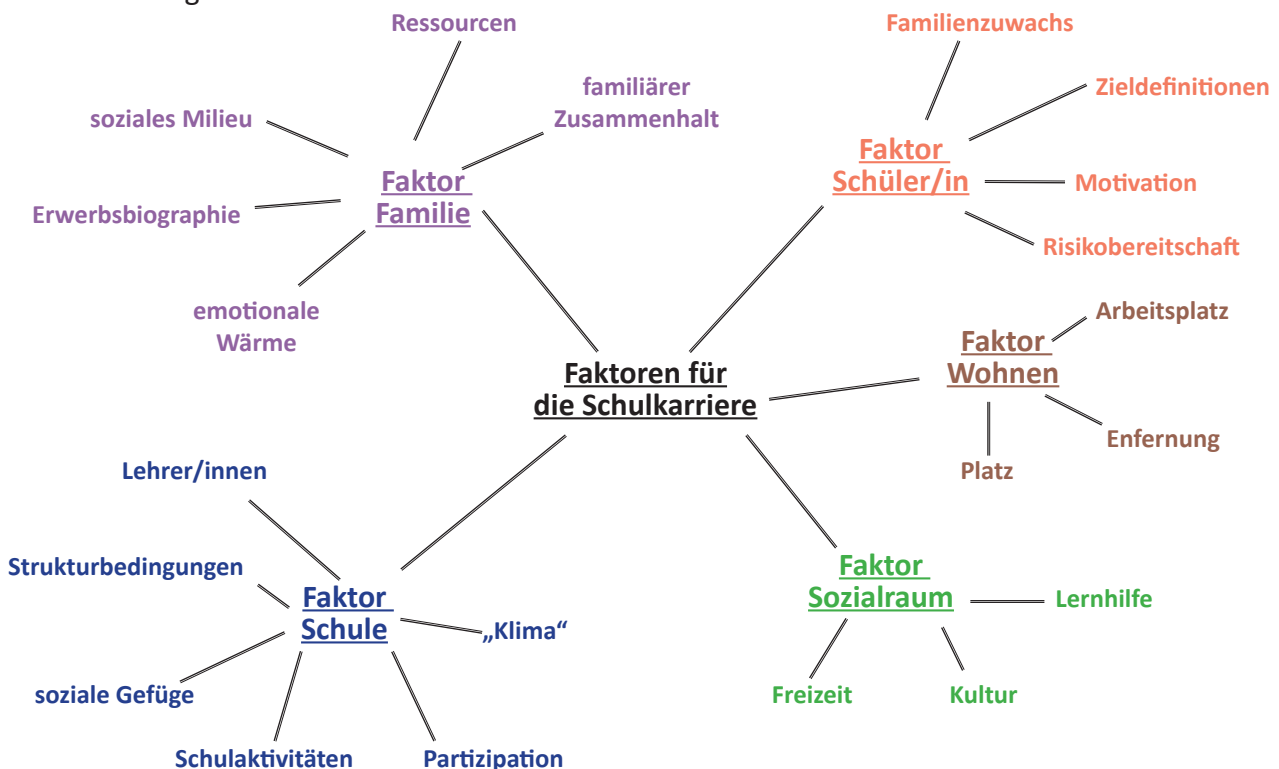 Ressourcen
familiärer
Zusammenhalt
soziales Milieu
Faktor
Familie
Erwerbsbiographie
emotionale
Wärme
Familienzuwachs
Zieldefinitionen
Faktor
Schüler/in
Motivation
Risikobereitschaft
Arbeitsplatz
Faktor
Wohnen
Enfernung
Platz
Faktoren für
die Schulkarriere
Lehrer/innen
Strukturbedingungen
Faktor
Schule
„Klima“
soziale Gefüge
Schulaktivitäten
Partizipation
Faktor
Sozialraum
Lernhilfe
Freizeit
Kultur